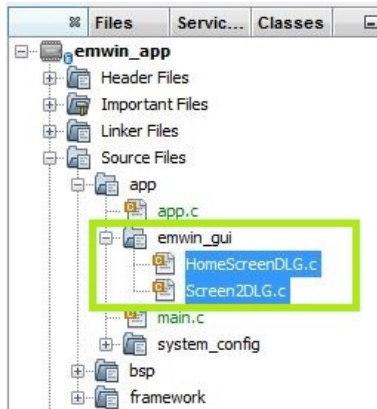 Files Servic... Classes
emwin_app
Header Files
Important Files
Linker Files
Source Files
app
app.c
emwin_gui
HomeScreenDLG.c
Screen2DLG.c
main.c
system_config
bsp
framework